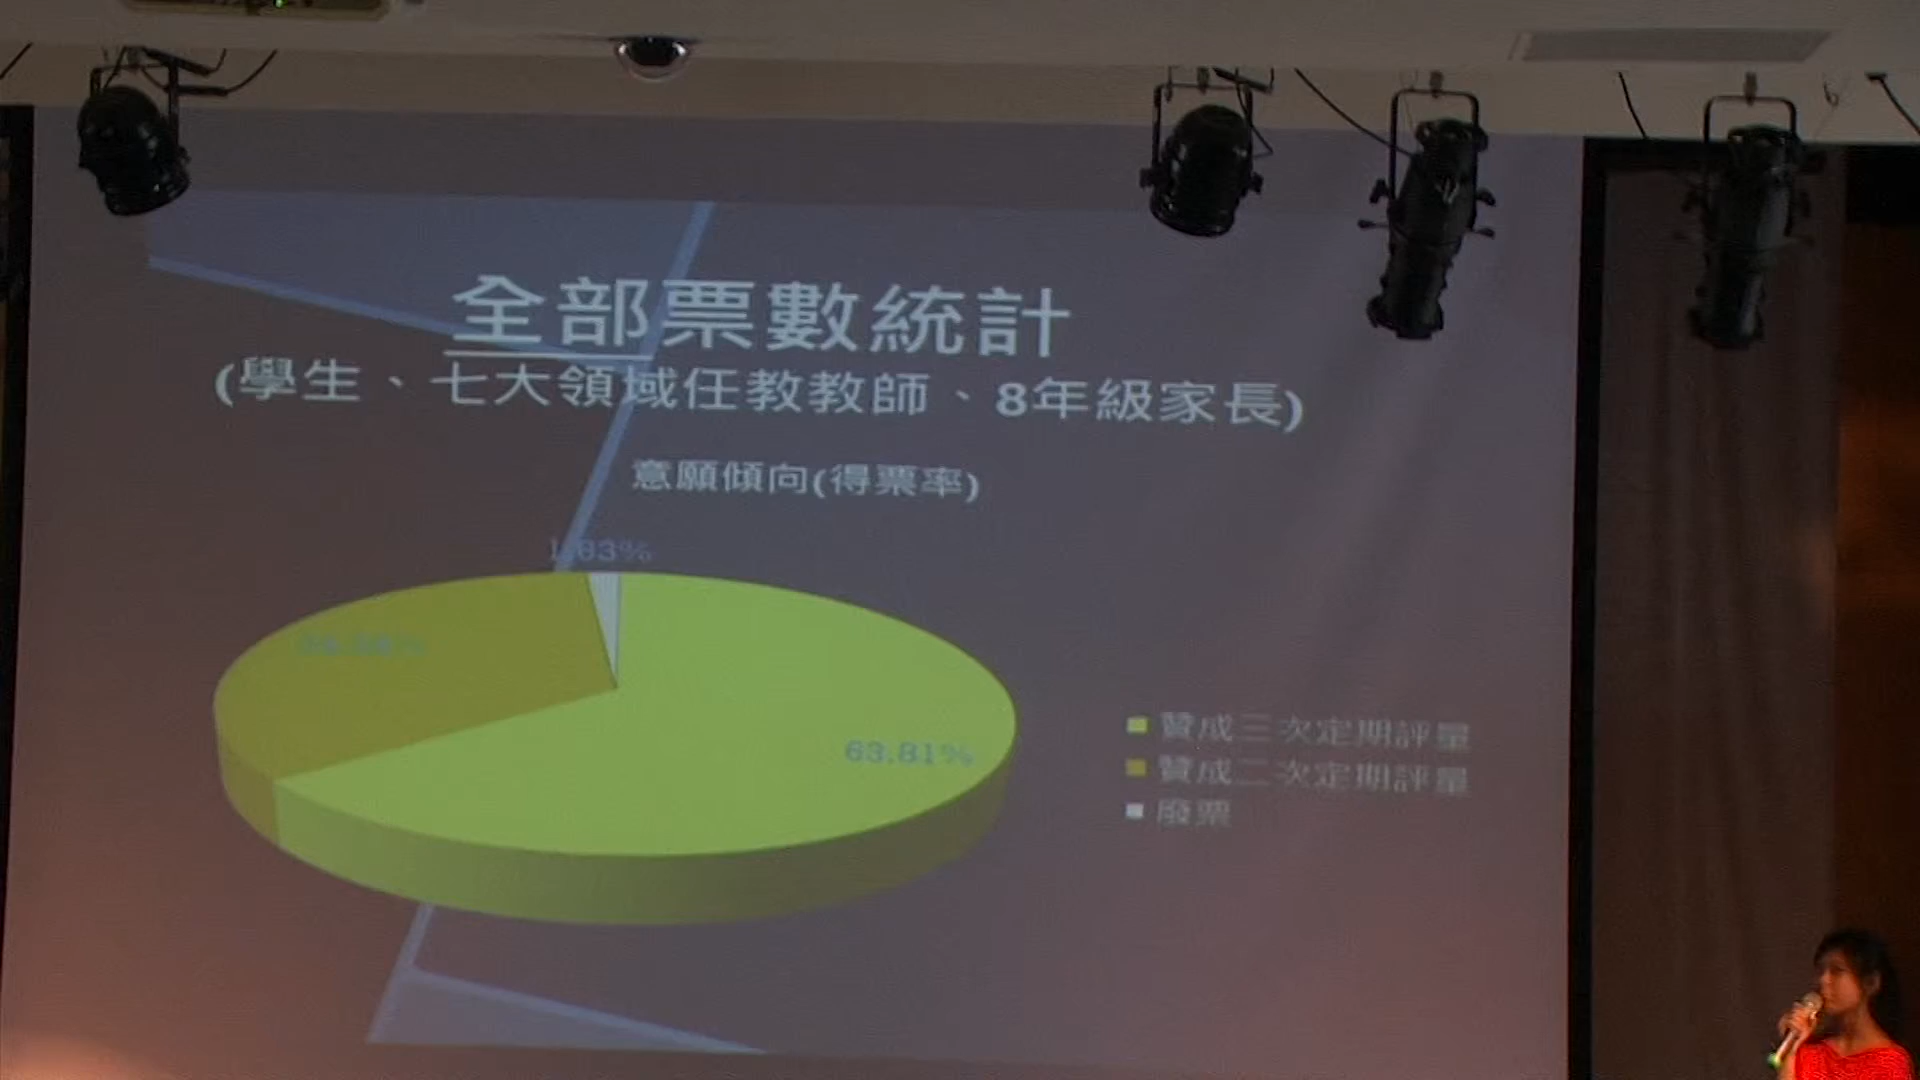 全部票數統計
(學生、七大領域任教教師、8年級家長)
意願傾向(得票率)
63.81%
贊成三次定期評量
贊成二次定期評量
廢票